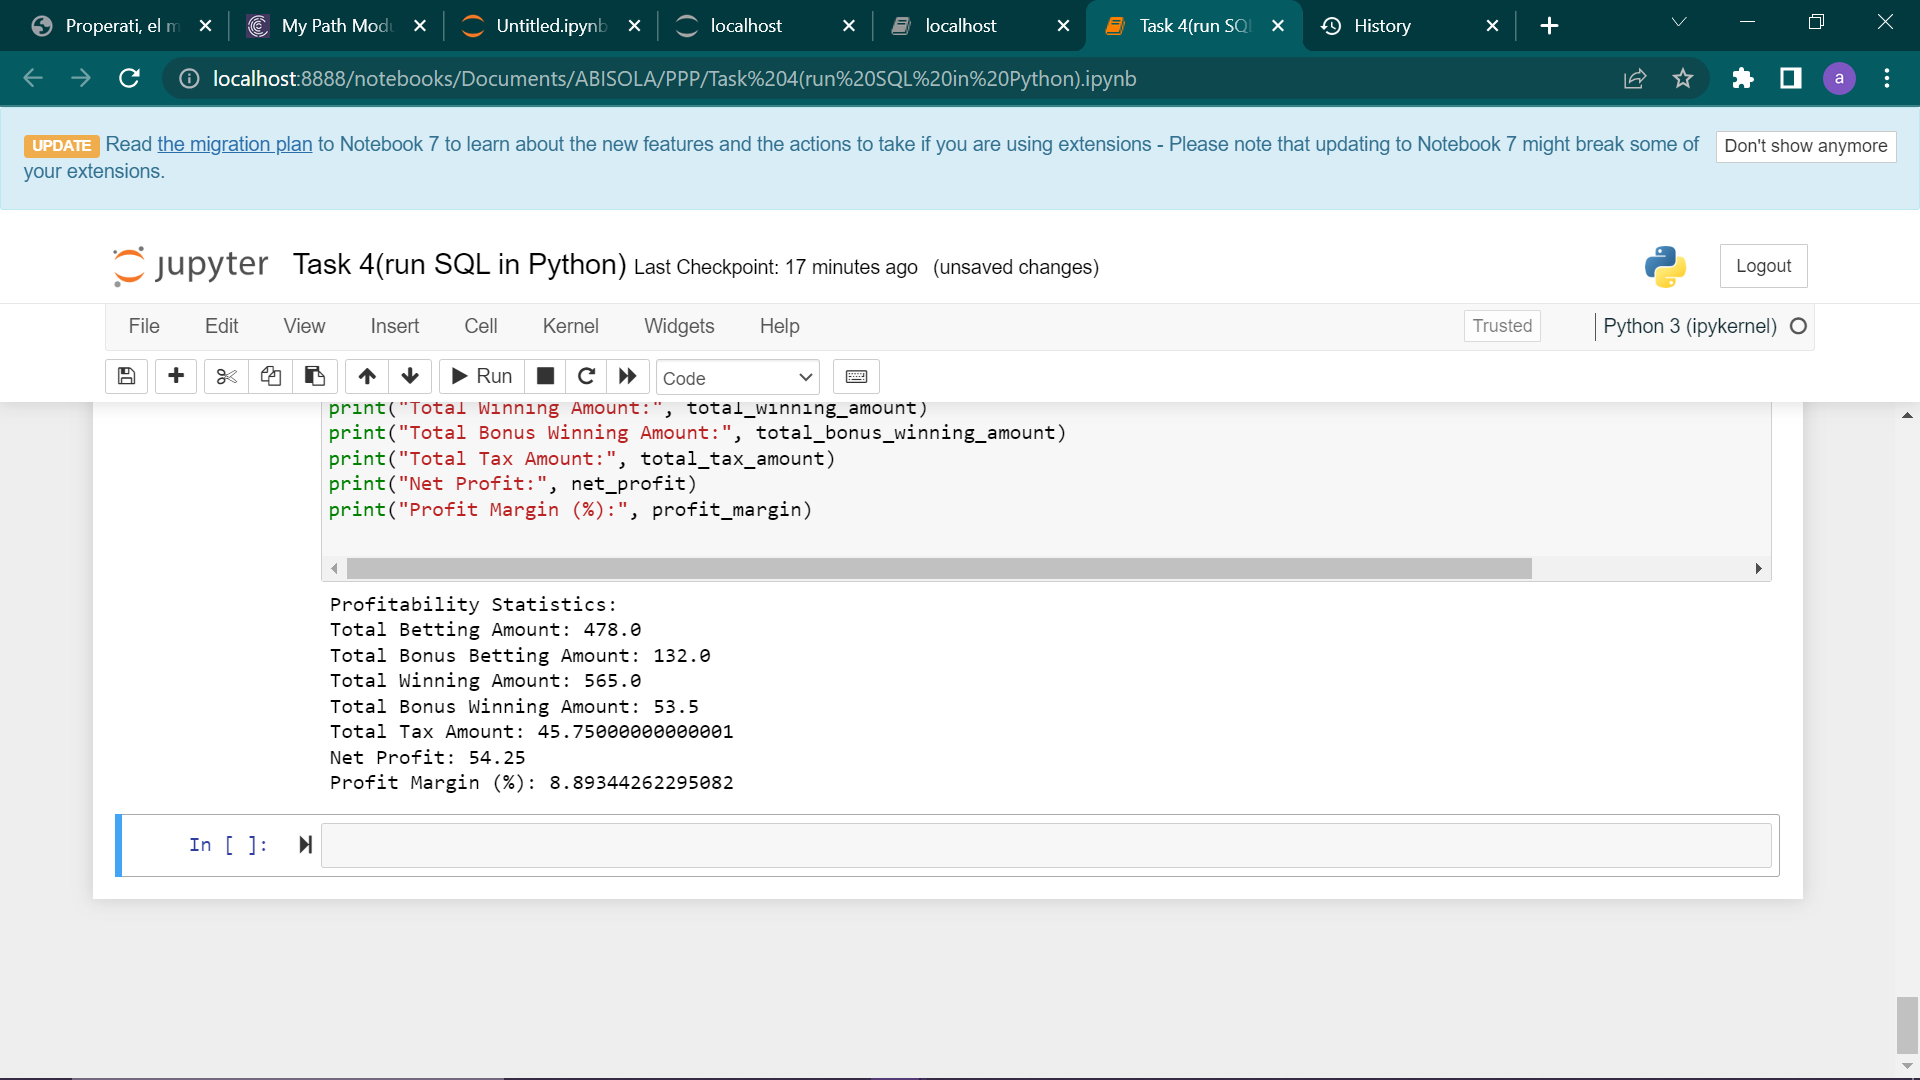 Properati, el m
My Path Modu
Untitled.ipynb
localhost
localhost
Task 4(run SQL
History
localhost:8888/notebooks/Documents/ABISOLA/PPP/Task%204(run%20SQL%20in%20Python).ipynb
a
UPDATE Read the migration plan to Notebook 7 to learn about the new features and the actions to take if you are using extensions - Please note that updating to Notebook 7 might break some of
your extensions.
Don't show anymore
jupyter Task 4(run SQL in Python) Last Checkpoint: 17 minutes ago (unsaved changes)
Logout
File Edit View Insert Cell Kernel Widgets Help
Trusted
Python 3 (ipykernel)
Run
Code
print("Total Winning Amount:", total_winning_amount)
print("Total Bonus Winning Amount:", total_bonus_winning_amount)
print("Total Tax Amount:", total_tax_amount)
print("Net Profit:", net_profit)
print("Profit Margin (%):", profit_margin)
Profitability Statistics:
Total Betting Amount: 478.0
Total Bonus Betting Amount: 132.0
Total Winning Amount: 565.0
Total Bonus Winning Amount: 53.5
Total Tax Amount: 45.75000000000001
Net Profit: 54.25
Profit Margin (%): 8.89344262295082
In [ ]: